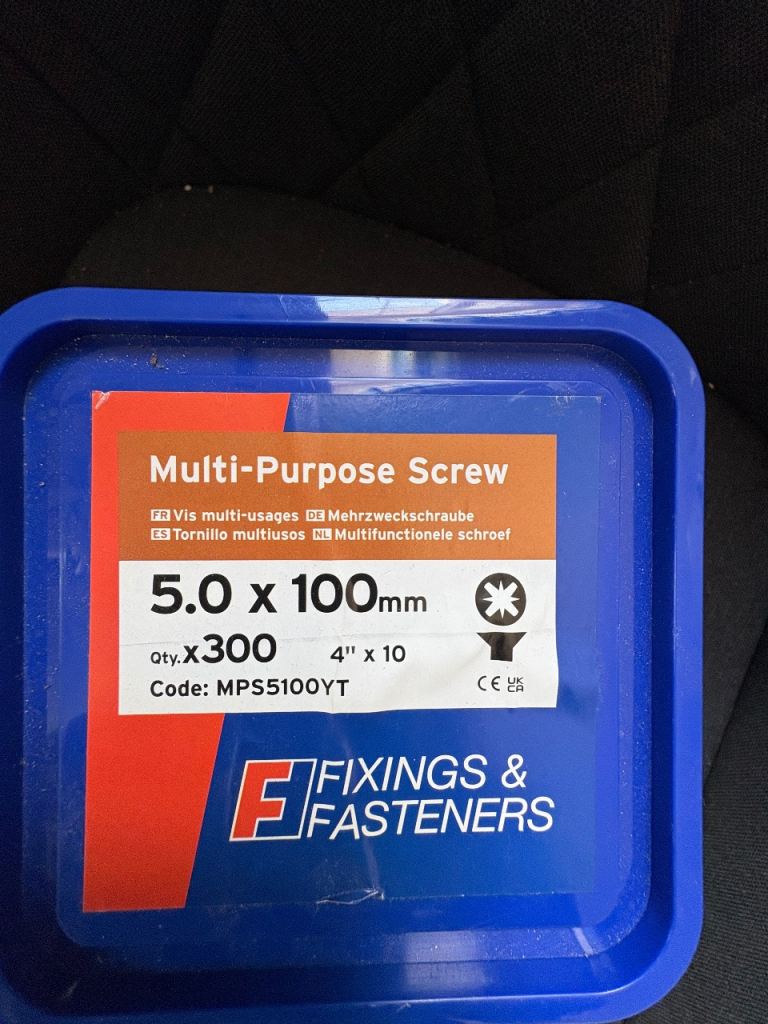 Multi-Purpose Screw
FR Vis multi-usages DE Mehrzweckschraube
ES Tornillo multiusos NL Multifunctionele schroef
5.0 x 100mm
Qty.x300 4" x 10
Code: MPS5100YT
CE UK CA
FF FIXINGS &
FASTENERS